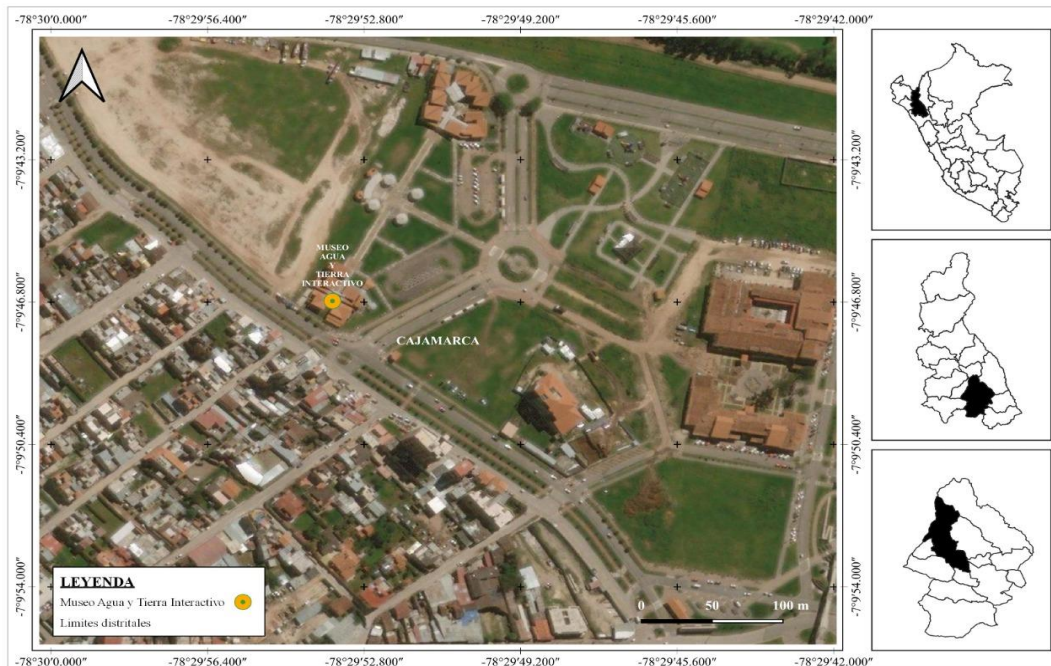 -78°30'0.000" -78°29'56.400" -78°29'52.800" -78°29'49.200" -78°29'45.600" -78°29'42.000"
-7°9'43.200" -7°9'43.200"
MUSEO
AGUA
Y
TIERRA
INTERACTIVO
-7°9'46.800" -7°9'46.800"
CAJAMARCA
-7°9'50.400" -7°9'50.400"
LEYENDA
Museo Agua y Tierra Interactivo
Limites distritales
-7°9'54.000" -7°9'54.000"
0 50 100 m
-78°30'0.000" -78°29'56.400" -78°29'52.800" -78°29'49.200" -78°29'45.600" -78°29'42.000"